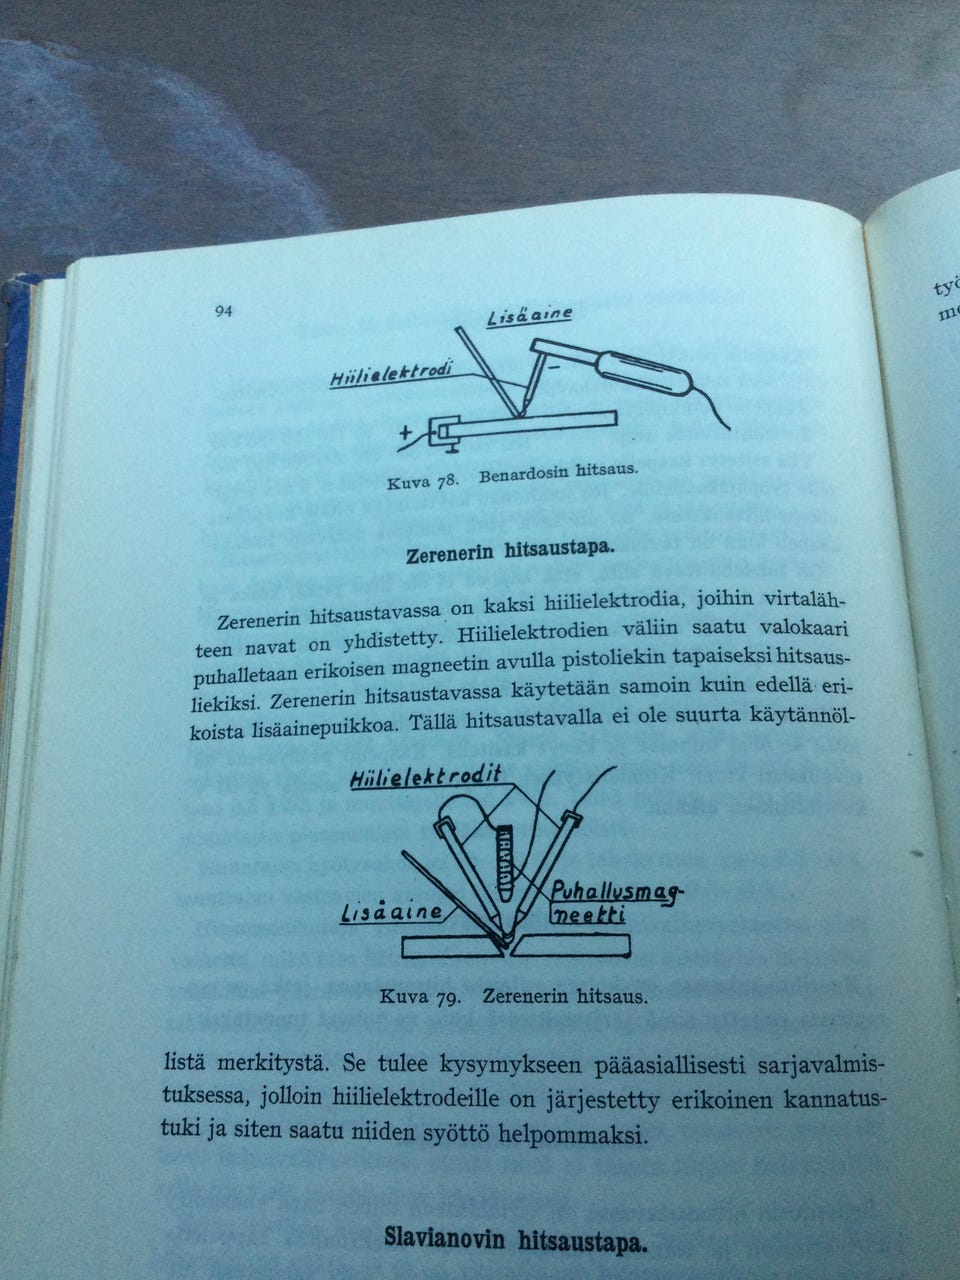 94
Lisäaine
Hiilielektrodi
−
+
Kuva 78. Benardosin hitsaus.
Zerenerin hitsaustapa.
Zerenerin hitsaustavassa on kaksi hiilielektrodia, joihin virtaläh-
teen navat on yhdistetty. Hiilielektrodien väliin saatu valokaari
puhalletaan erikoisen magneetin avulla pistoliekin tapaiseksi hitsaus-
liekiksi. Zerenerin hitsaustavassa käytetään samoin kuin edellä eri-
koista lisäainepuikkoa. Tällä hitsaustavalla ei ole suurta käytännöl-
Hiilielektrodit
Lisäaine
Puhallusmag-
neetti
Kuva 79. Zerenerin hitsaus.
listä merkitystä. Se tulee kysymykseen pääasiallisesti sarjavalmis-
tuksessa, jolloin hiilielektrodeille on järjestetty erikoinen kannatus-
tuki ja siten saatu niiden syöttö helpommaksi.
Slavianovin hitsaustapa.